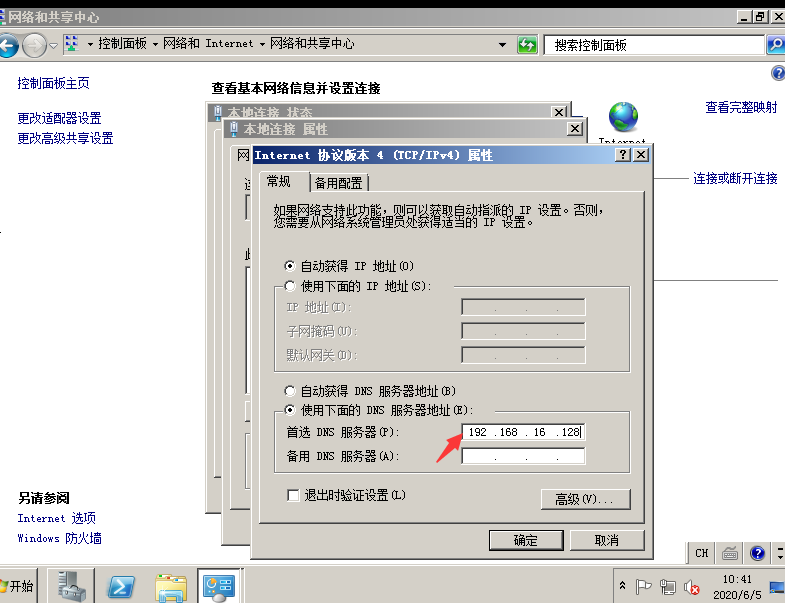 网络和共享中心
控制面板 网络和 Internet 网络和共享中心
搜索控制面板
控制面板主页
更改适配器设置
更改高级共享设置
查看基本网络信息并设置连接
查看完整映射
本地连接 状态
本地连接 属性
Internet
连接或断开连接
网
Internet 协议版本 4 (TCP/IPv4) 属性
常规
备用配置
如果网络支持此功能，则可以获取自动指派的 IP 设置。否则，
您需要从网络系统管理员处获得适当的 IP 设置。
自动获得 IP 地址(O)
使用下面的 IP 地址(S):
IP 地址(I):
子网掩码(U):
默认网关(D):
自动获得 DNS 服务器地址(B)
使用下面的 DNS 服务器地址(E):
首选 DNS 服务器(P):
192 .168 . 16 .128
备用 DNS 服务器(A):
退出时验证设置(L)
高级(V)...
确定
取消
另请参阅
Internet 选项
Windows 防火墙
CH
开始
10:41
2020/6/5